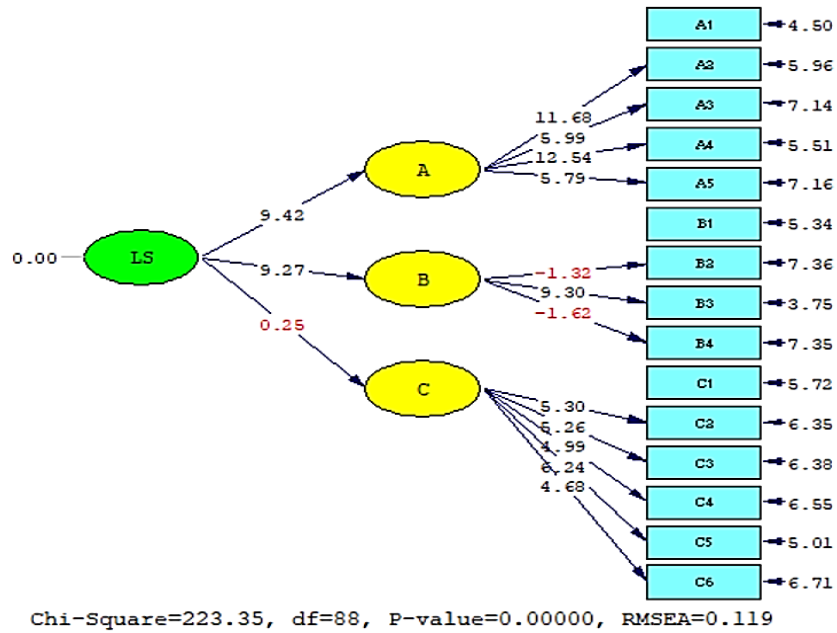 A1 4.50
A2 5.96
11.68
A3 7.14
5.99
A4 5.51
12.54
A
5.79
A5 7.16
9.42
B1 5.34
0.00 LS
B2 7.36
9.27
-1.32
B
9.30
B3 3.75
-1.62
0.25
B4 7.35
C1 5.72
C
5.30
C2 6.35
5.26
4.99
C3 6.38
6.24
4.68
C4 6.55
C5 5.01
C6 6.71
Chi-Square=223.35, df=88, P-value=0.00000, RMSEA=0.119